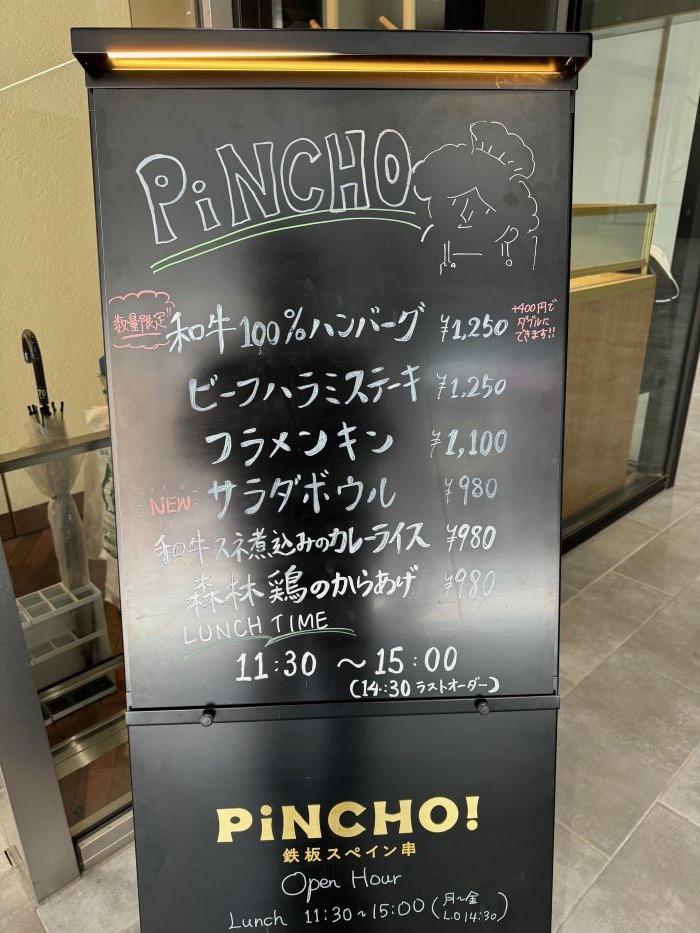 PiNCHO
数量限定
和牛100%ハンバーグ ¥1,250
+400円で
ダブルに
できます!!
ビーフハラミステーキ ¥1,250
フラメンキン ¥1,100
NEW サラダボウル ¥980
和牛スネ煮込みのカレーライス ¥980
森林鶏のからあげ ¥980
LUNCH TIME
11:30 ～15:00
(14:30 ラストオーダー)
PiNCHO!
鉄板スペイン串
Open Hour
Lunch 11:30～15:00 (月～金
L.O 14:30)